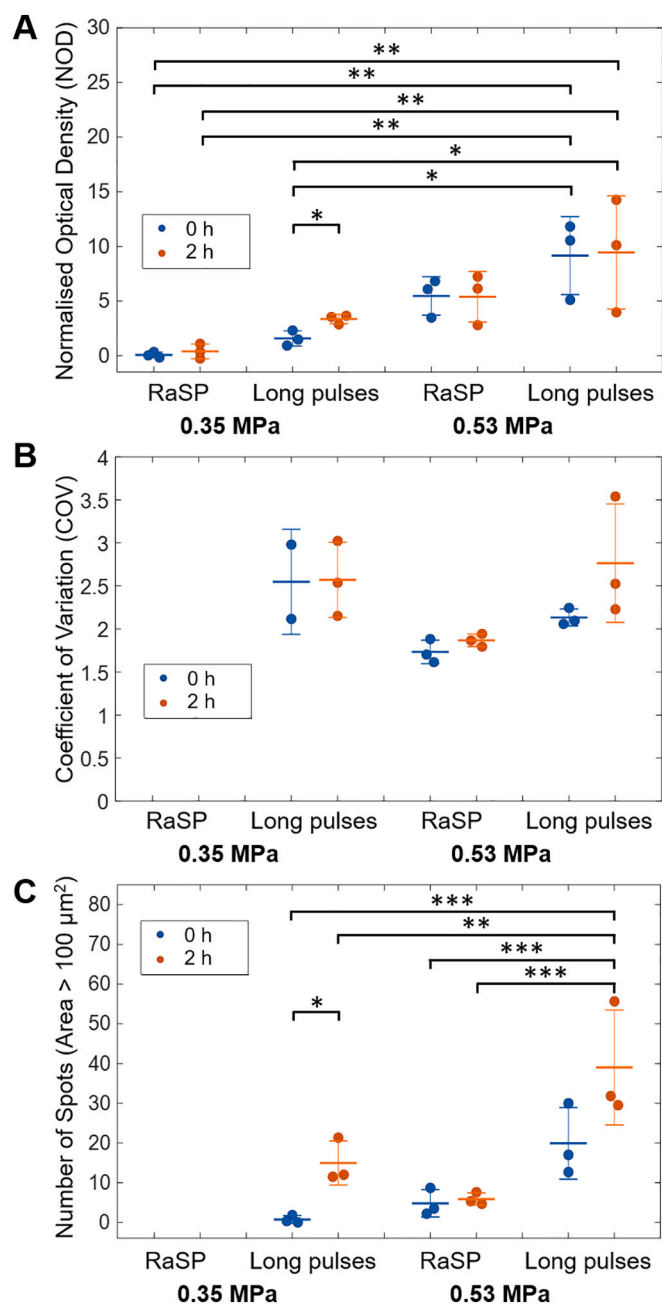 A
Normalised Optical Density (NOD)
30
25
20
15
10
5
0
**
**
**
**
*
*
*
0 h
2 h
RaSP Long pulses RaSP Long pulses
0.35 MPa 0.53 MPa
B
Coefficient of Variation (COV)
4
3.5
3
2.5
2
1.5
1
0.5
0
0 h
2 h
RaSP Long pulses RaSP Long pulses
0.35 MPa 0.53 MPa
C
Number of Spots (Area > 100 µm²)
80
70
60
50
40
30
20
10
0
0 h
2 h
***
**
***
***
*
RaSP Long pulses RaSP Long pulses
0.35 MPa 0.53 MPa